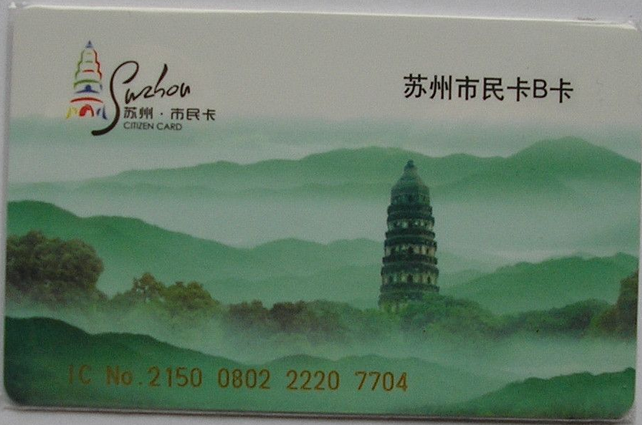 Suzhou
苏州·市民卡
CITIZEN CARD
苏州市民卡B卡
IC No.2150 0802 2220 7704